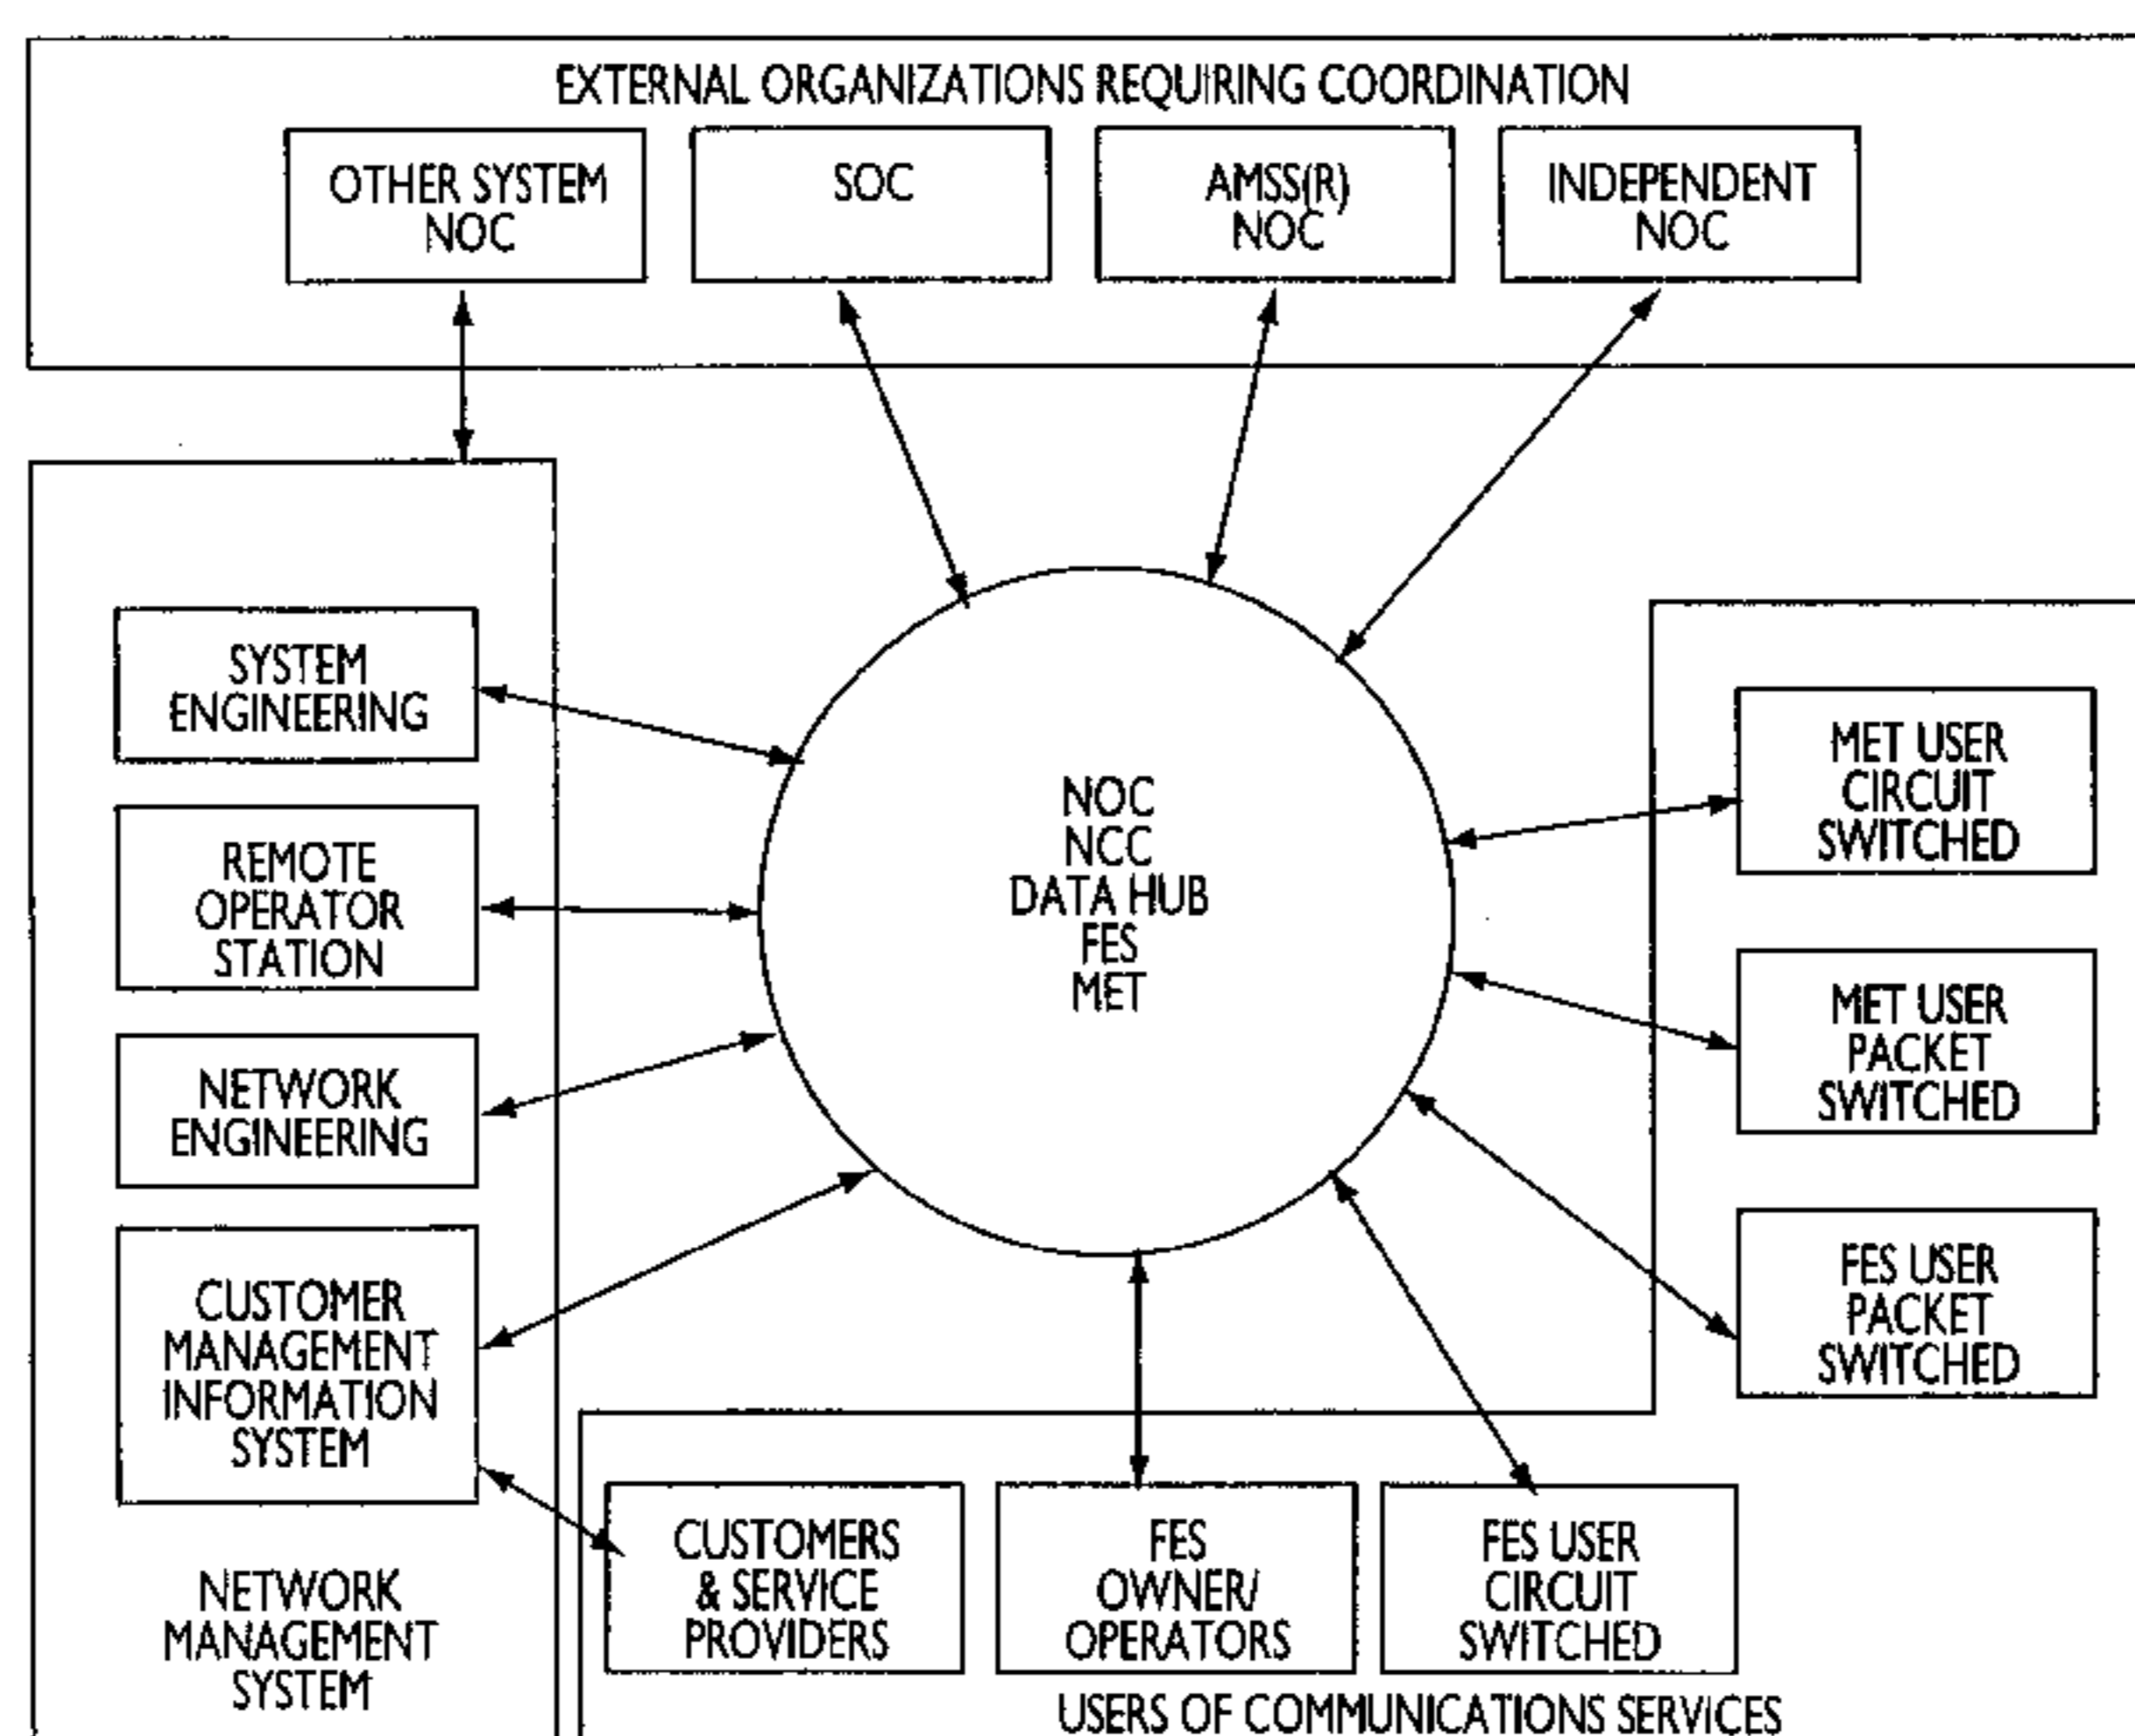 EXTERNAL ORGANIZATIONS REQUIRING COORDINATION
OTHER SYSTEM
NOC
SOC
AMSS(R)
NOC
INDEPENDENT
NOC
SYSTEM
ENGINEERING
REMOTE
OPERATOR
STATION
NETWORK
ENGINEERING
CUSTOMER
MANAGEMENT
INFORMATION
SYSTEM
NETWORK
MANAGEMENT
SYSTEM
NOC
NCC
DATA HUB
FES
MET
MET USER
CIRCUIT
SWITCHED
MET USER
PACKET
SWITCHED
FES USER
PACKET
SWITCHED
CUSTOMERS
& SERVICE
PROVIDERS
FES
OWNER/
OPERATORS
FES USER
CIRCUIT
SWITCHED
USERS OF COMMUNICATIONS SERVICES